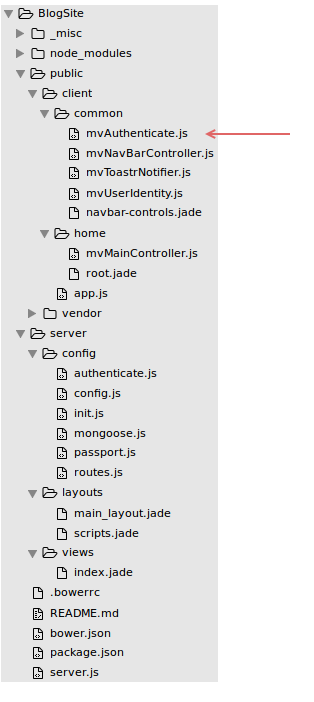 BlogSite
_misc
node_modules
public
client
common
mvAuthenticate.js
mvNavBarController.js
mvToastrNotifier.js
mvUserIdentity.js
navbar-controls.jade
home
mvMainController.js
root.jade
app.js
vendor
server
config
authenticate.js
config.js
init.js
mongoose.js
passport.js
routes.js
layouts
main_layout.jade
scripts.jade
views
index.jade
.bowerrc
README.md
bower.json
package.json
server.js